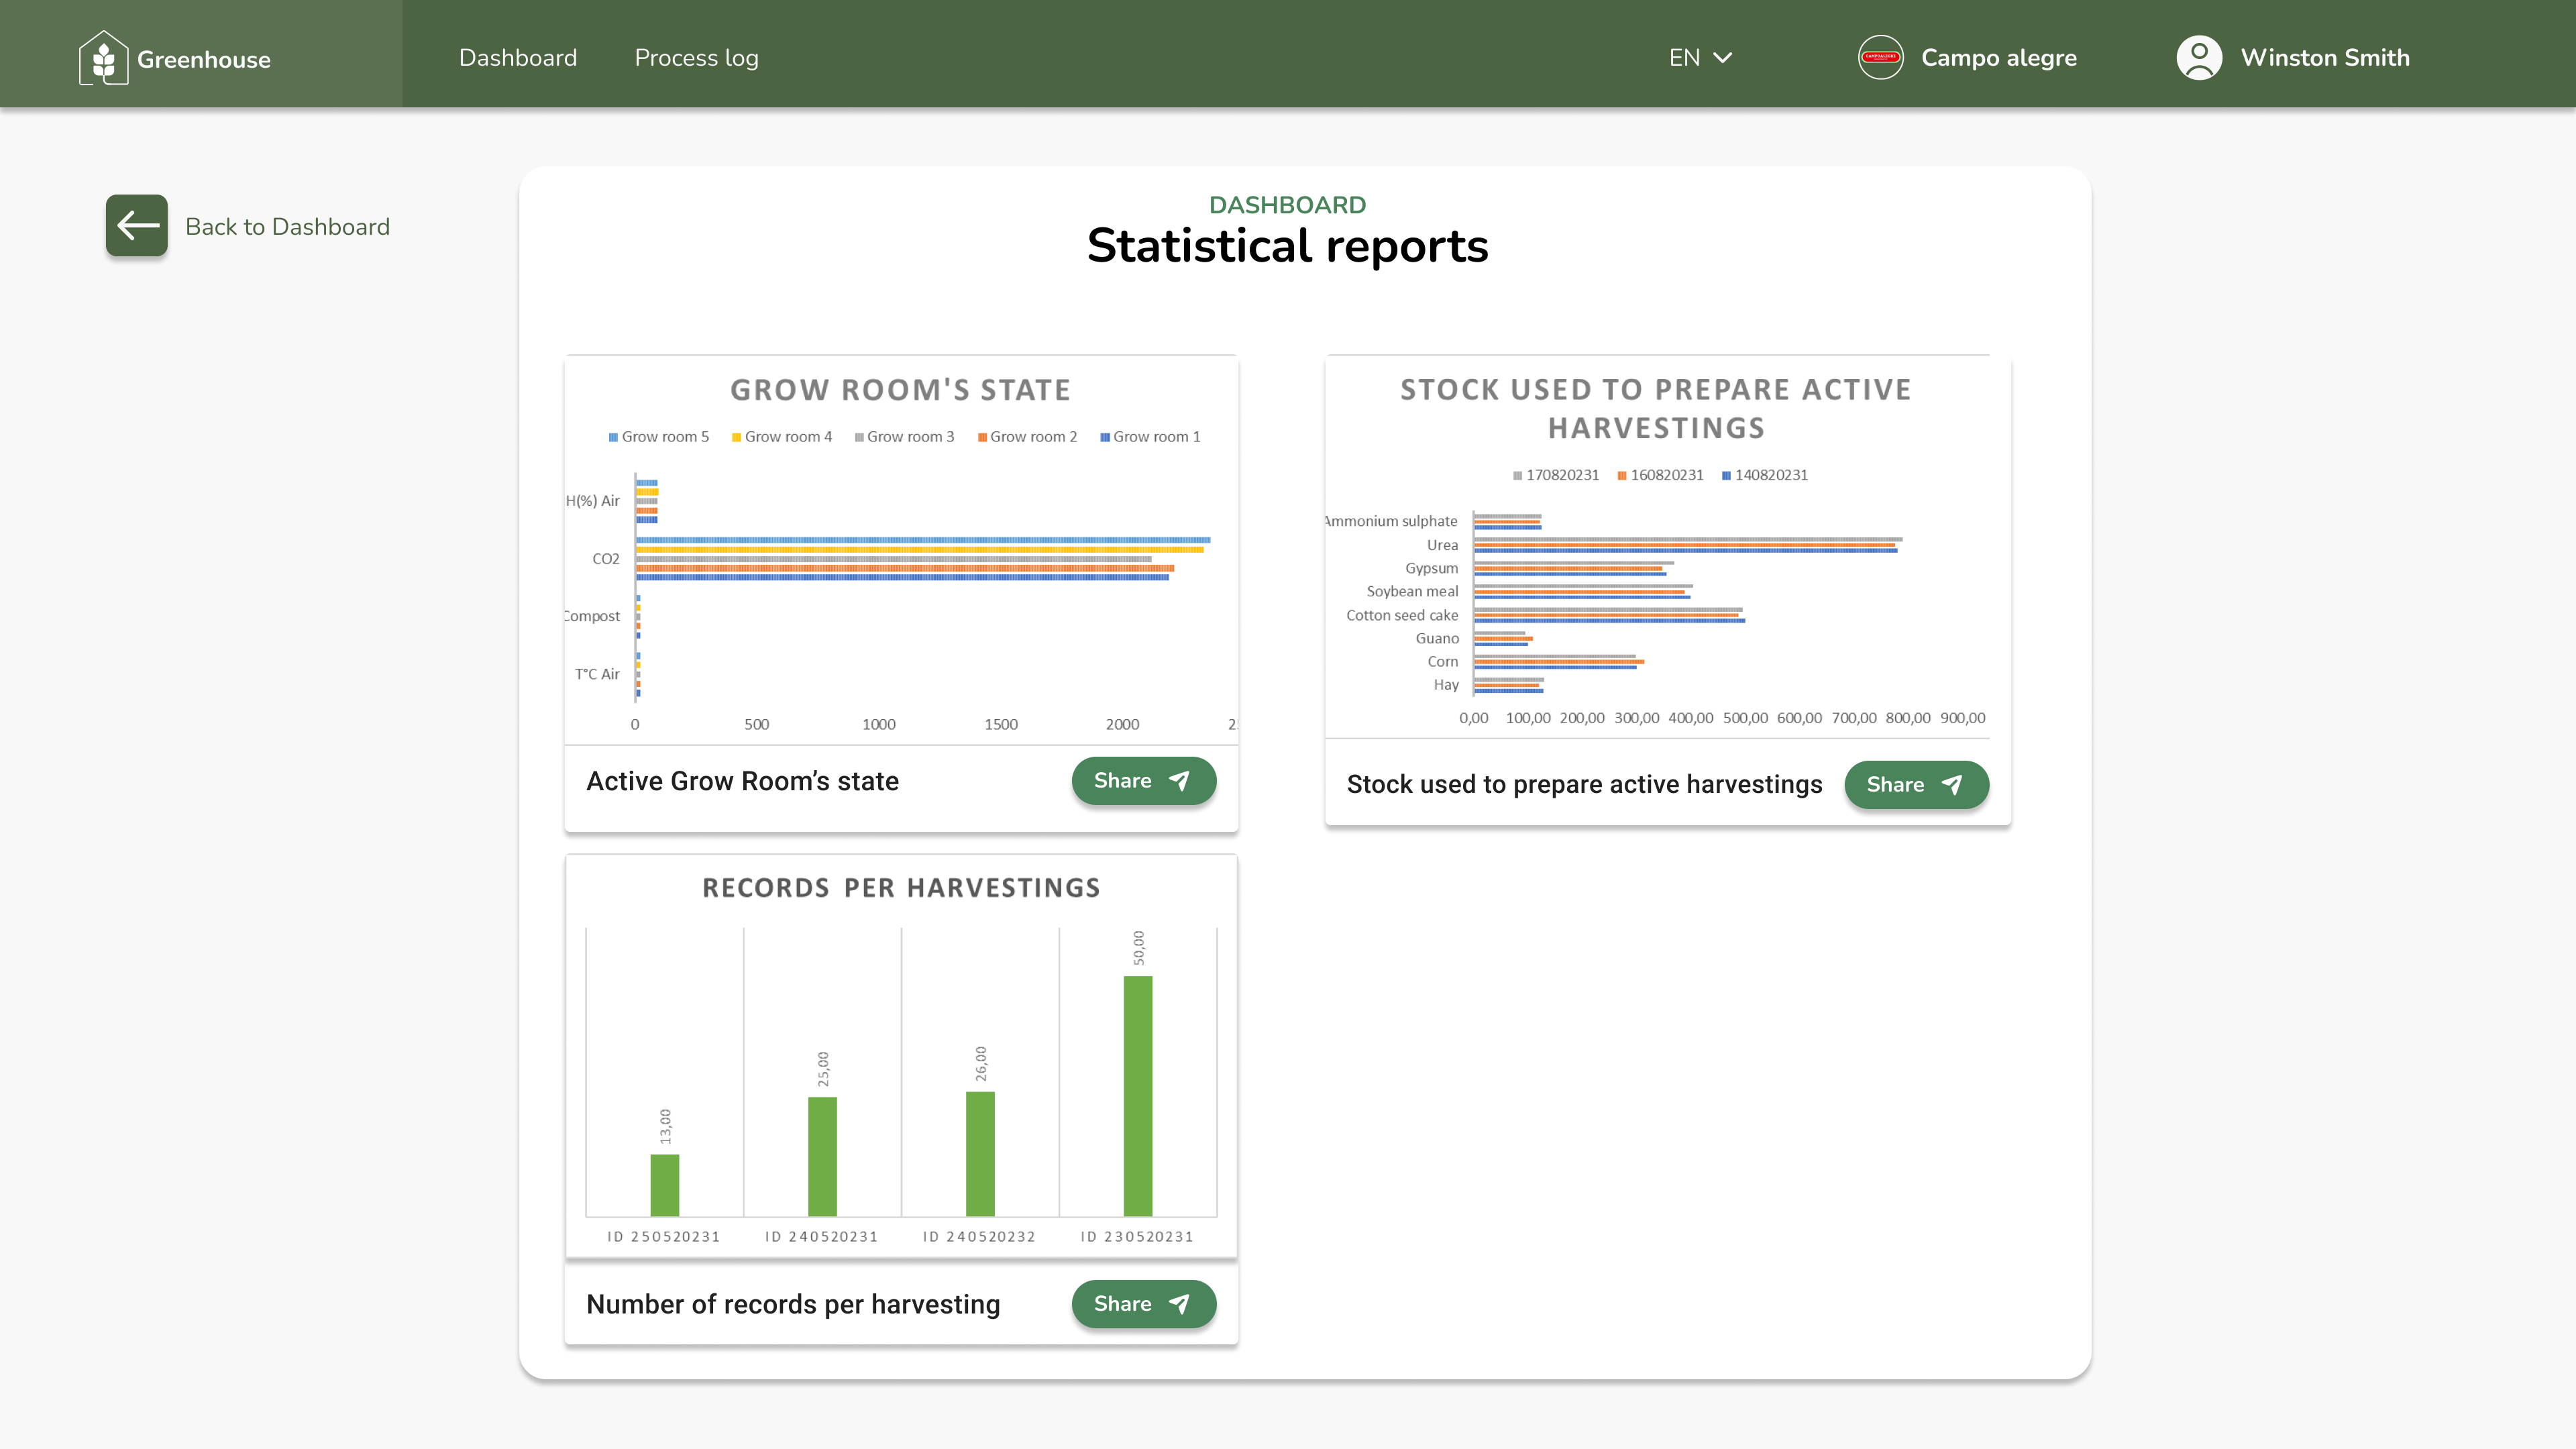 Greenhouse
Dashboard
Process log
EN
CAMPOALEGRE
Campo alegre
Winston Smith
Back to Dashboard
DASHBOARD
Statistical reports
GROW ROOM'S STATE
Grow room 5 Grow room 4 Grow room 3 Grow room 2 Grow room 1
H(%) Air
CO2
Compost
T°C Air
0 500 1000 1500 2000 2
Active Grow Room’s state
Share
STOCK USED TO PREPARE ACTIVE
HARVESTINGS
170820231 160820231 140820231
Ammonium sulphate
Urea
Gypsum
Soybean meal
Cotton seed cake
Guano
Corn
Hay
0,00 100,00 200,00 300,00 400,00 500,00 600,00 700,00 800,00 900,00
Stock used to prepare active harvestings
Share
RECORDS PER HARVESTINGS
13,00
25,00
26,00
50,00
ID 250520231 ID 240520231 ID 240520232 ID 230520231
Number of records per harvesting
Share